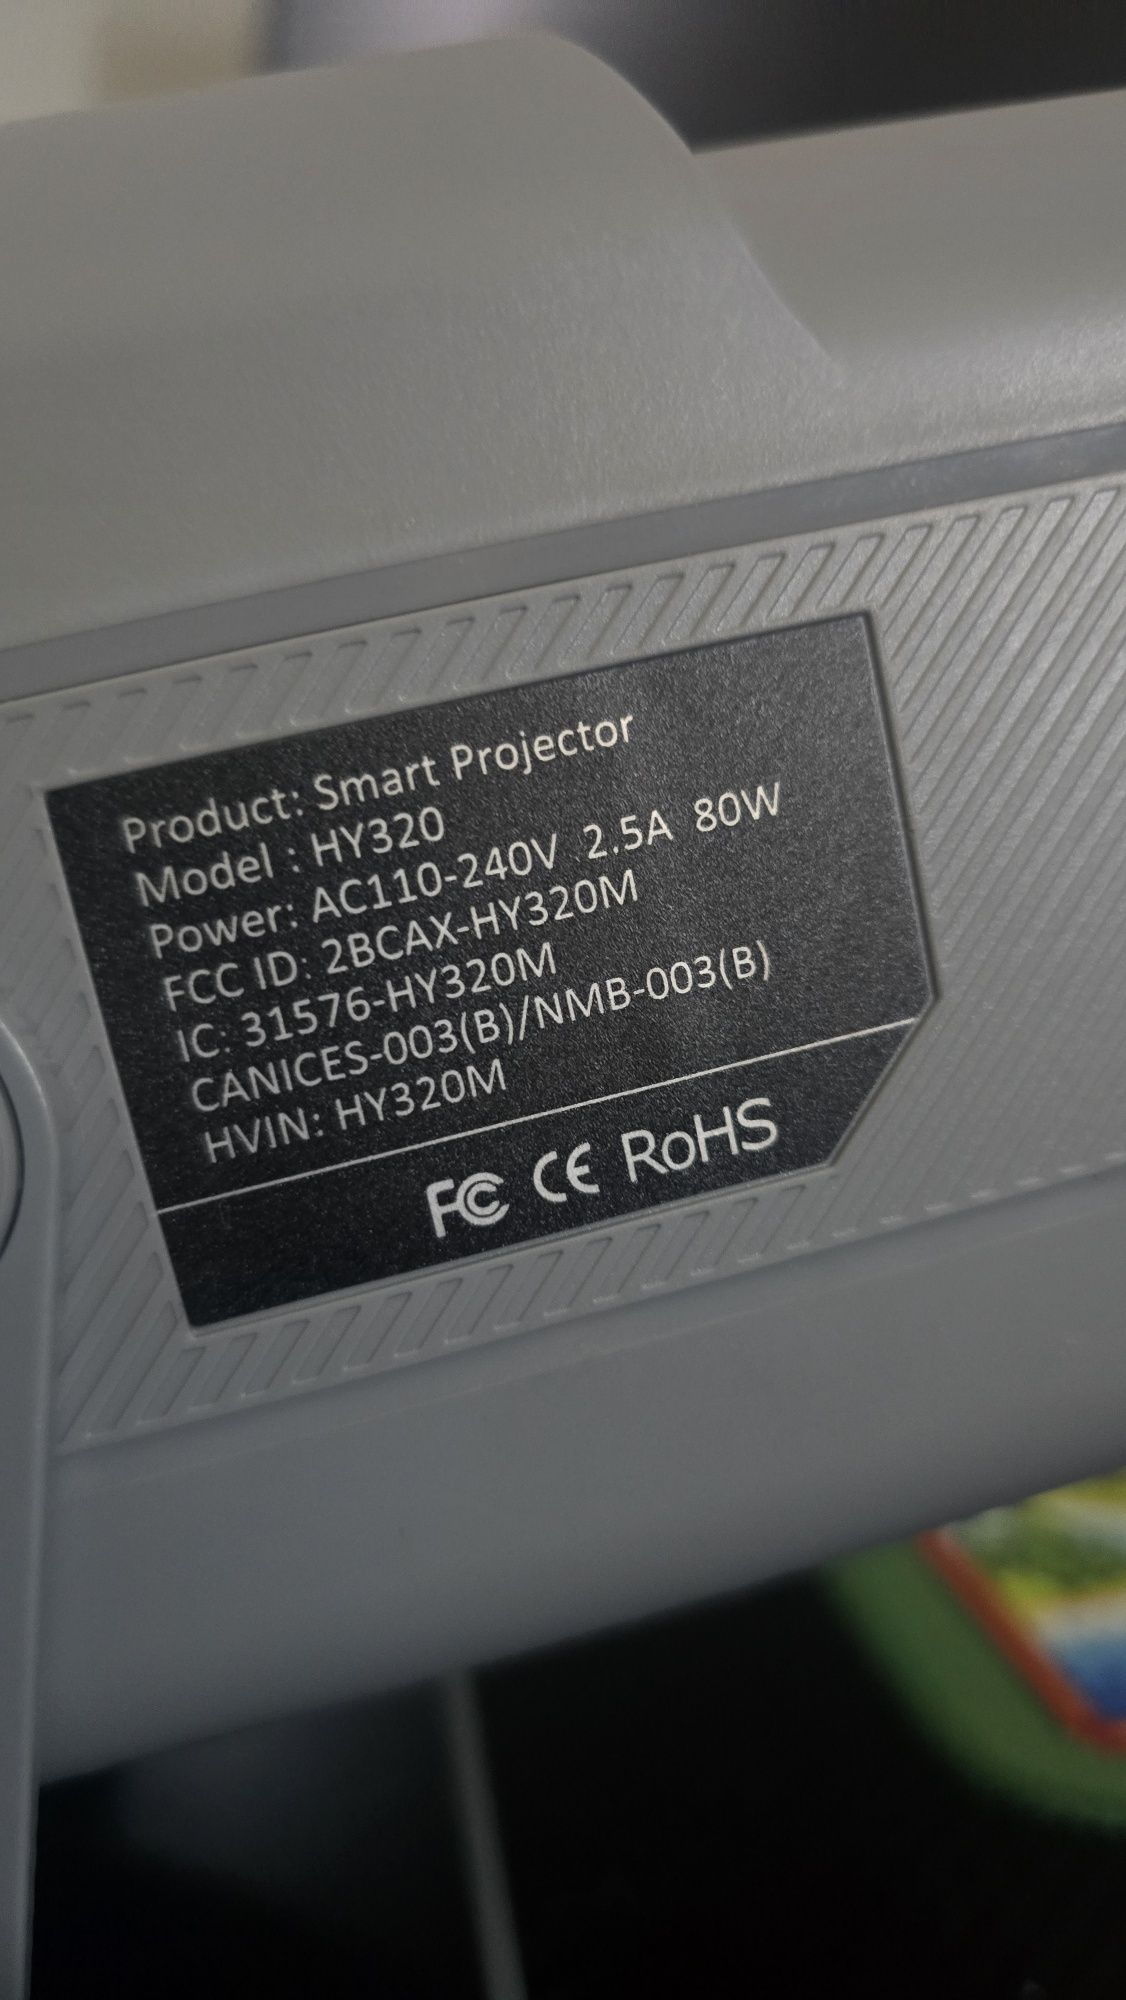 Product: Smart Projector
Model : HY320
Power: AC110-240V 2.5A 80W
FCC ID: 2BCAX-HY320M
IC: 31576-HY320M
CANICES-003(B)/NMB-003(B)
HVIN: HY320M
FC CE RoHS